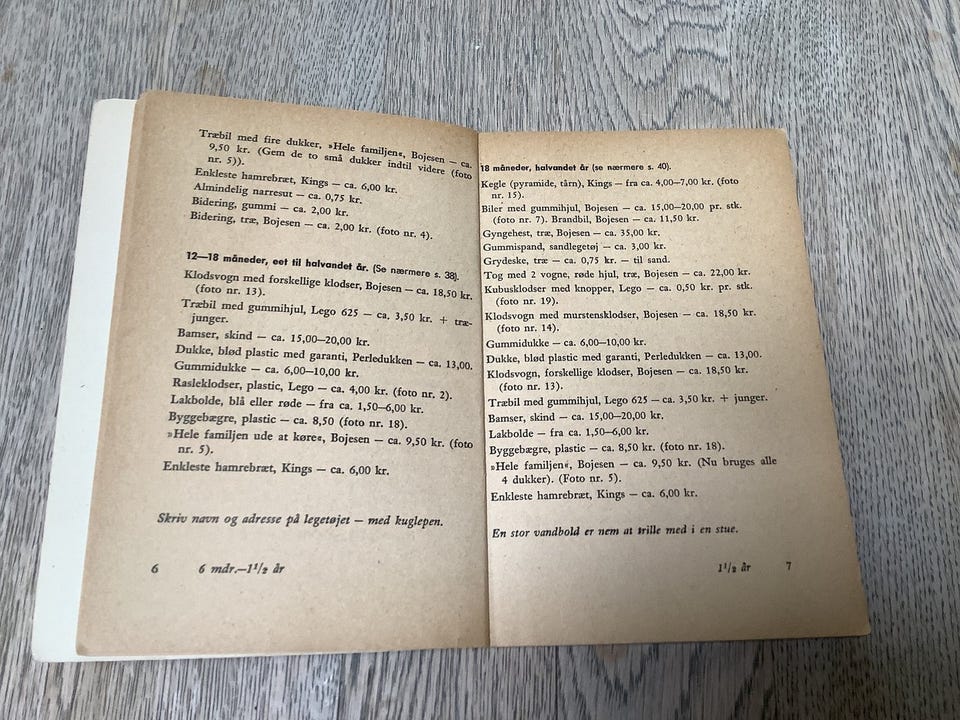 Træbil med fire dukker, »Hele familien«, Bojesen — ca.
9,50 kr. (Gem de to små dukker indtil videre (foto
nr. 5)).
Enkleste hamrebræt, Kings — ca. 6,00 kr.
Almindelig narresut — ca. 0,75 kr.
Bidering, gummi — ca. 2,00 kr.
Bidering, træ, Bojesen — ca. 2,00 kr. (foto nr. 4).
12—18 måneder, eet til halvandet år. (Se nærmere s. 38).
Klodsvogn med forskellige klodser, Bojesen — ca. 18,50 kr.
(foto nr. 13).
Træbil med gummihjul, Lego 625 — ca. 3,50 kr. + træ-
junger.
Bamser, skind — ca. 15,00—20,00 kr.
Dukke, blød plastic med garanti, Perledukken — ca. 13,00.
Gummidukke — ca. 6,00—10,00 kr.
Rasleklodser, plastic, Lego — ca. 4,00 kr. (foto nr. 2).
Lakbolde, blå eller røde — fra ca. 1,50—6,00 kr.
Byggebægre, plastic — ca. 8,50 (foto nr. 18).
»Hele familien ude at køre«, Bojesen — ca. 9,50 kr. (foto
nr. 5).
Enkleste hamrebræt, Kings — ca. 6,00 kr.
Skriv navn og adresse på legetøjet — med kuglepen.
6 6 mdr.—1¹/₂ år
18 måneder, halvandet år (se nærmere s. 40).
Kegle (pyramide, tårn), Kings — fra ca. 4,00—7,00 kr. (foto
nr. 15).
Biler med gummihjul, Bojesen — ca. 15,00—20,00 pr. stk.
(foto nr. 7). Brandbil, Bojesen — ca. 11,50 kr.
Gyngehest, træ, Bojesen — ca. 35,00 kr.
Gummispand, sandlegetøj — ca. 3,00 kr.
Grydeske, træ — ca. 0,75 kr. — til sand.
Tog med 2 vogne, røde hjul, træ, Bojesen — ca. 22,00 kr.
Kubusklodser med knopper, Lego — ca. 0,50 kr. pr. stk.
(foto nr. 19).
Klodsvogn med murstensklodser, Bojesen — ca. 18,50 kr.
(foto nr. 14).
Gummidukke — ca. 6,00—10,00 kr.
Dukke, blød plastic med garanti, Perledukken — ca. 13,00.
Klodsvogn, forskellige klodser, Bojesen — ca. 18,50 kr.
(foto nr. 13).
Træbil med gummihjul, Lego 625 — ca. 3,50 kr. + junger.
Bamser, skind — ca. 15,00—20,00 kr.
Lakbolde — fra ca. 1,50—6,00 kr.
Byggebægre, plastic — ca. 8,50 kr. (foto nr. 18).
»Hele familien«, Bojesen — ca. 9,50 kr. (Nu bruges alle
4 dukker). (Foto nr. 5).
Enkleste hamrebræt, Kings — ca. 6,00 kr.
En stor vandbold er nem at trille med i en stue.
1¹/₂ år 7